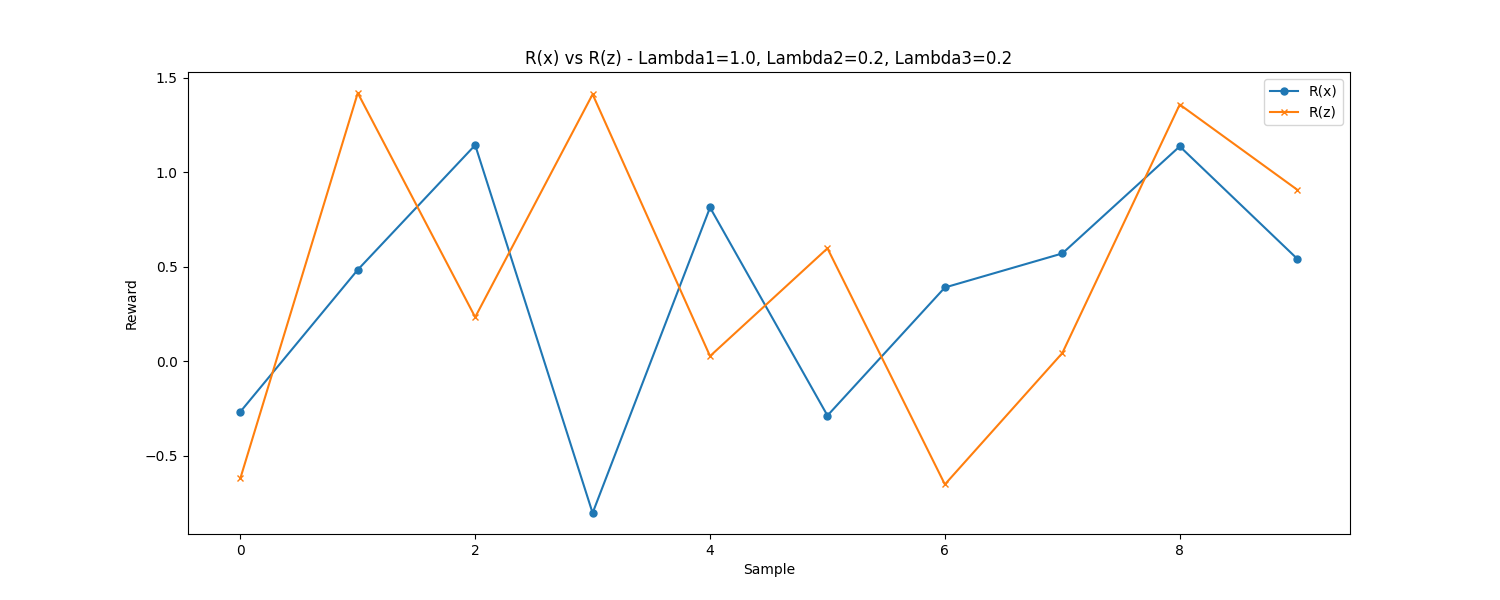 R(x) vs R(z) - Lambda1=1.0, Lambda2=0.2, Lambda3=0.2
R(x)
R(z)
Reward
1.5
1.0
0.5
0.0
−0.5
0 2 4 6 8
Sample